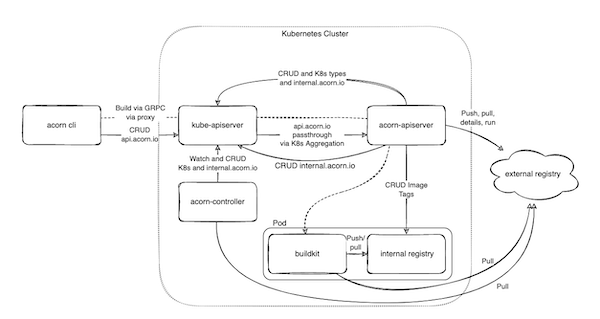 Kubernetes Cluster
CRUD and K8s types
and internal.acorn.io
Build via GRPC
via proxy
acorn cli
CRUD
api.acorn.io
kube-apiserver
api.acorn.io
passthrough
via K8s Aggregation
acorn-apiserver
Push, pull,
details, run
Watch and CRUD
K8s and internal.acorn.io
CRUD internal.acorn.io
external registry
acorn-controller
CRUD Image
Tags
Pod
buildkit
Push/
pull
internal registry
Pull
Pull